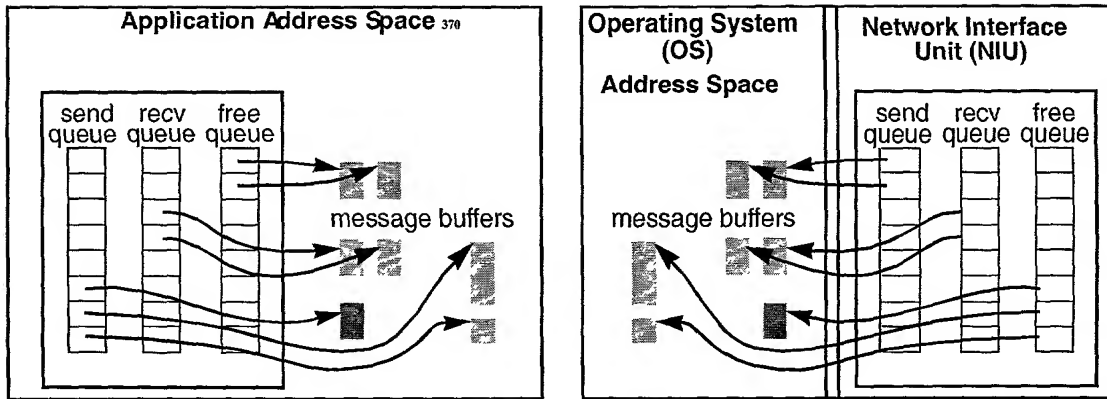 Application Address Space 370
send queue
recv queue
free queue
message buffers
Operating System
(OS)
Address Space
message buffers
Network Interface
Unit (NIU)
send queue
recv queue
free queue